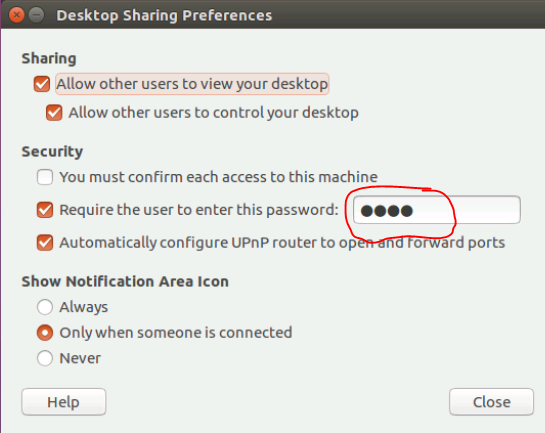 Desktop Sharing Preferences
Sharing
Allow other users to view your desktop
Allow other users to control your desktop
Security
You must confirm each access to this machine
Require the user to enter this password: ●●●●
Automatically configure UPnP router to open and forward ports
Show Notification Area Icon
Always
Only when someone is connected
Never
Help Close